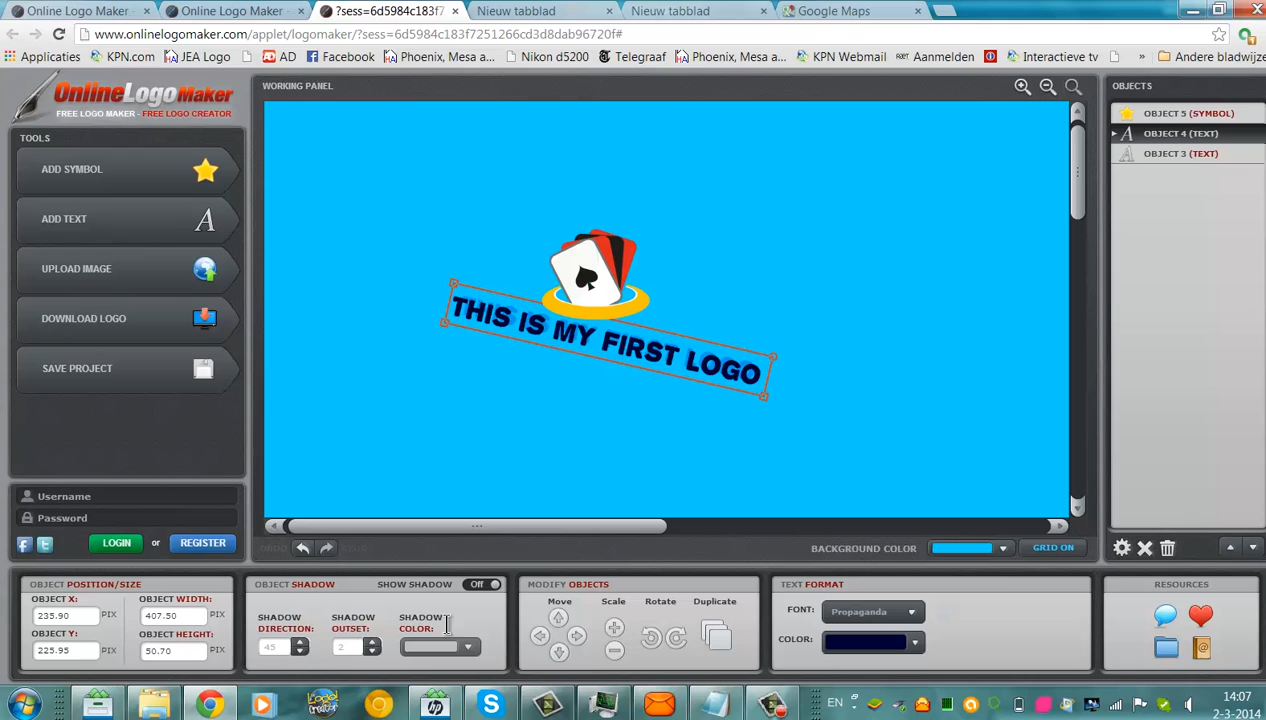 Online Logo Maker - Online Logo Maker - ?sess=6d5984c183f7 Nieuw tabblad Nieuw tabblad Google Maps
www.onlinelogomaker.com/applet/logomaker/?sess=6d5984c183f7251266cd3d8dab96720f#
Applicaties KPN.com JEA Logo AD Facebook Phoenix, Mesa a... Nikon d5200 Telegraaf Phoenix, Mesa a... KPN Webmail Aanmelden Interactieve tv » Andere bladwijzers
OnlineLogoMaker
FREE LOGO MAKER - FREE LOGO CREATOR
WORKING PANEL
OBJECTS
TOOLS
OBJECT 5 (SYMBOL)
OBJECT 4 (TEXT)
OBJECT 3 (TEXT)
ADD SYMBOL
ADD TEXT
UPLOAD IMAGE
DOWNLOAD LOGO
SAVE PROJECT
THIS IS MY FIRST LOGO
Username
Password
LOGIN or REGISTER
UNDO REDO
BACKGROUND COLOR GRID ON
OBJECT POSITION/SIZE
OBJECT X: OBJECT WIDTH:
235.90 PIX 407.50 PIX
OBJECT Y: OBJECT HEIGHT:
225.95 PIX 50.70 PIX
OBJECT SHADOW SHOW SHADOW Off
SHADOW DIRECTION: SHADOW OUTSET: SHADOW COLOR:
45 2
MODIFY OBJECTS
Move Scale Rotate Duplicate
TEXT FORMAT
FONT: Propaganda
COLOR:
RESOURCES
EN 14:07
2-3-2014